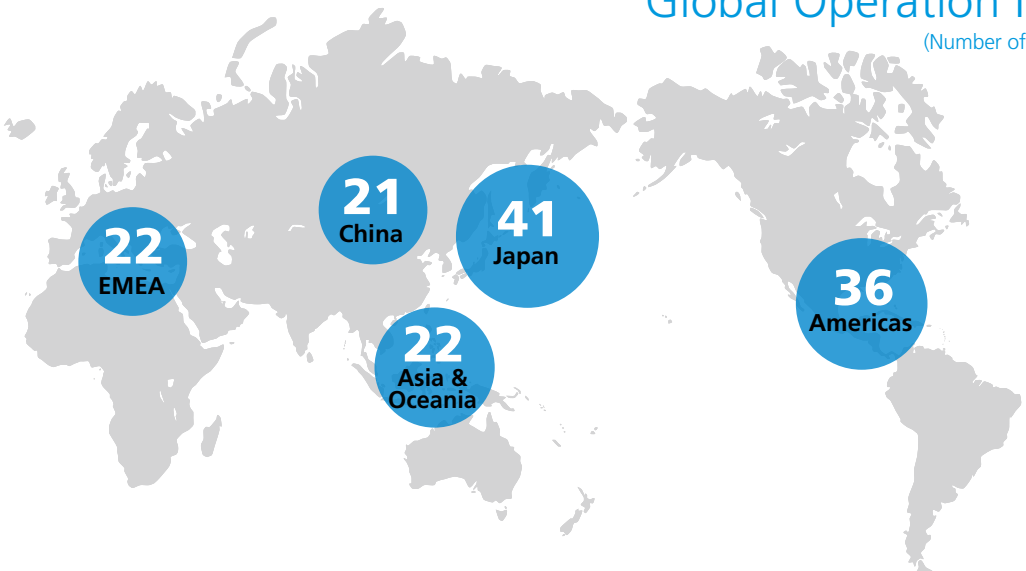 Global Operation
(Number of
21
China
41
Japan
22
EMEA
36
Americas
22
Asia &
Oceania